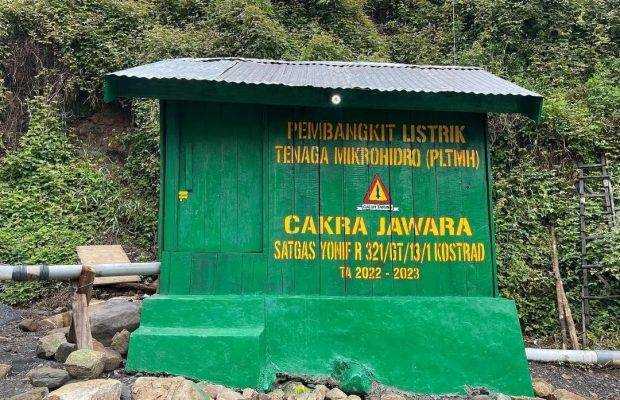 PEMBANGKIT LISTRIK
TENAGA MIKROHIDRO (PLTMH)
CAKRA JAWARA
SATGAS YONIF R 321/GT/13/1 KOSTRAD
TA 2022 - 2023